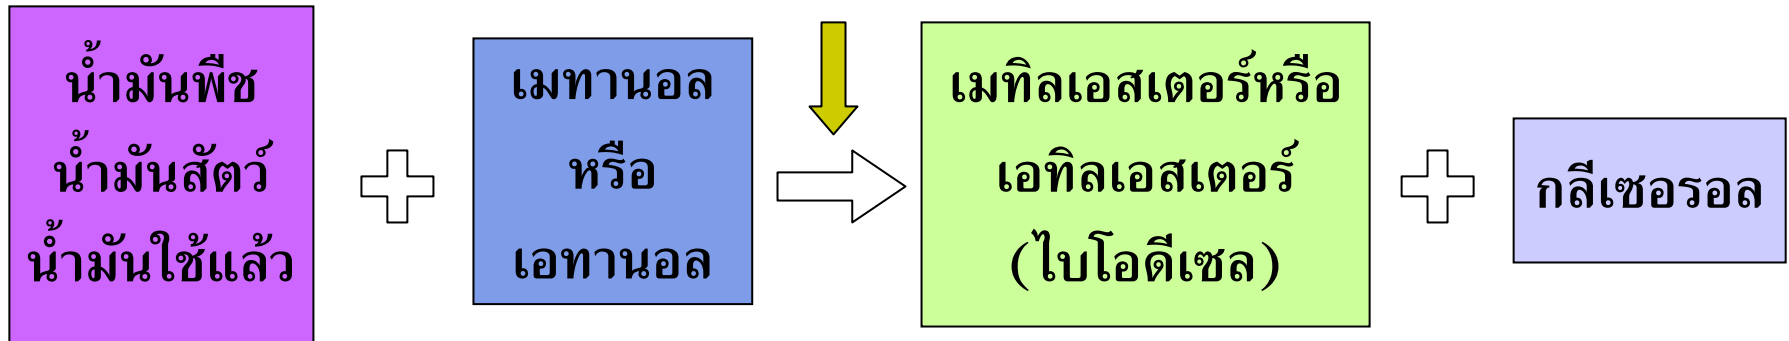 น้ำมันพืช
น้ำมันสัตว์
น้ำมันใช้แล้ว
เมทานอล
หรือ
เอทานอล
เมทิลเอสเตอร์หรือ
เอทิลเอสเตอร์
(ไบโอดีเซล)
กลีเซอรอล